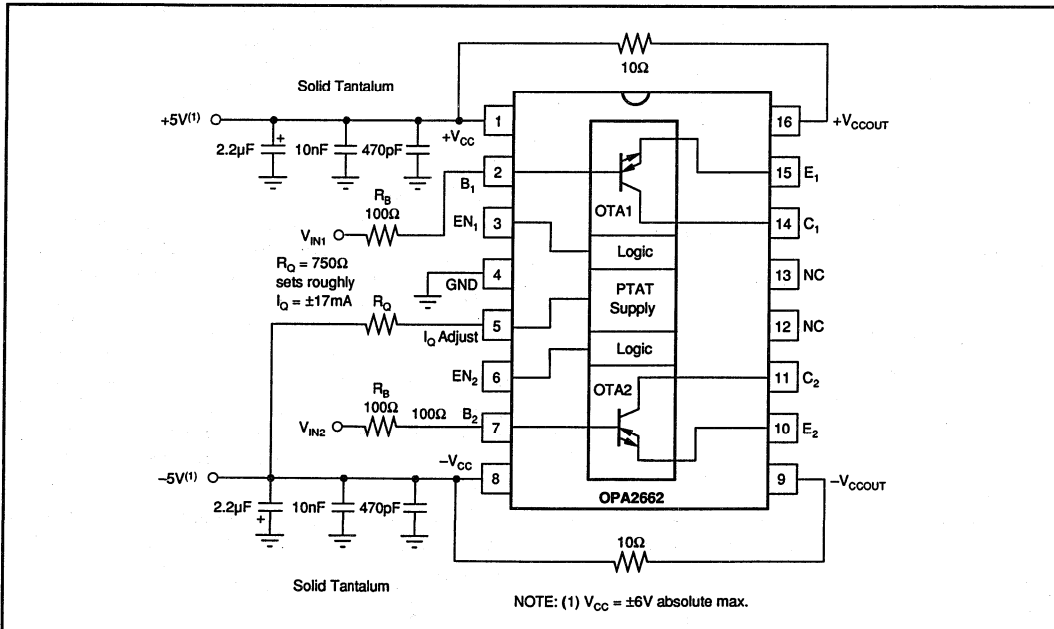 10Ω
Solid Tantalum
+5V(1)
+
2.2µF
10nF
470pF
+VCC
1
16
+VCCOUT
B1
2
15
E1
RB
100Ω
VIN1
EN1
3
OTA1
14
C1
Logic
RQ = 750Ω
sets roughly
IQ = ±17mA
GND
4
PTAT
Supply
13
NC
RQ
IQ Adjust
5
12
NC
Logic
EN2
6
OTA2
11
C2
RB
100Ω
100Ω
B2
VIN2
7
10
E2
–5V(1)
–VCC
8
9
–VCCOUT
OPA2662
2.2µF
+
10nF
470pF
10Ω
Solid Tantalum
NOTE: (1) VCC = ±6V absolute max.